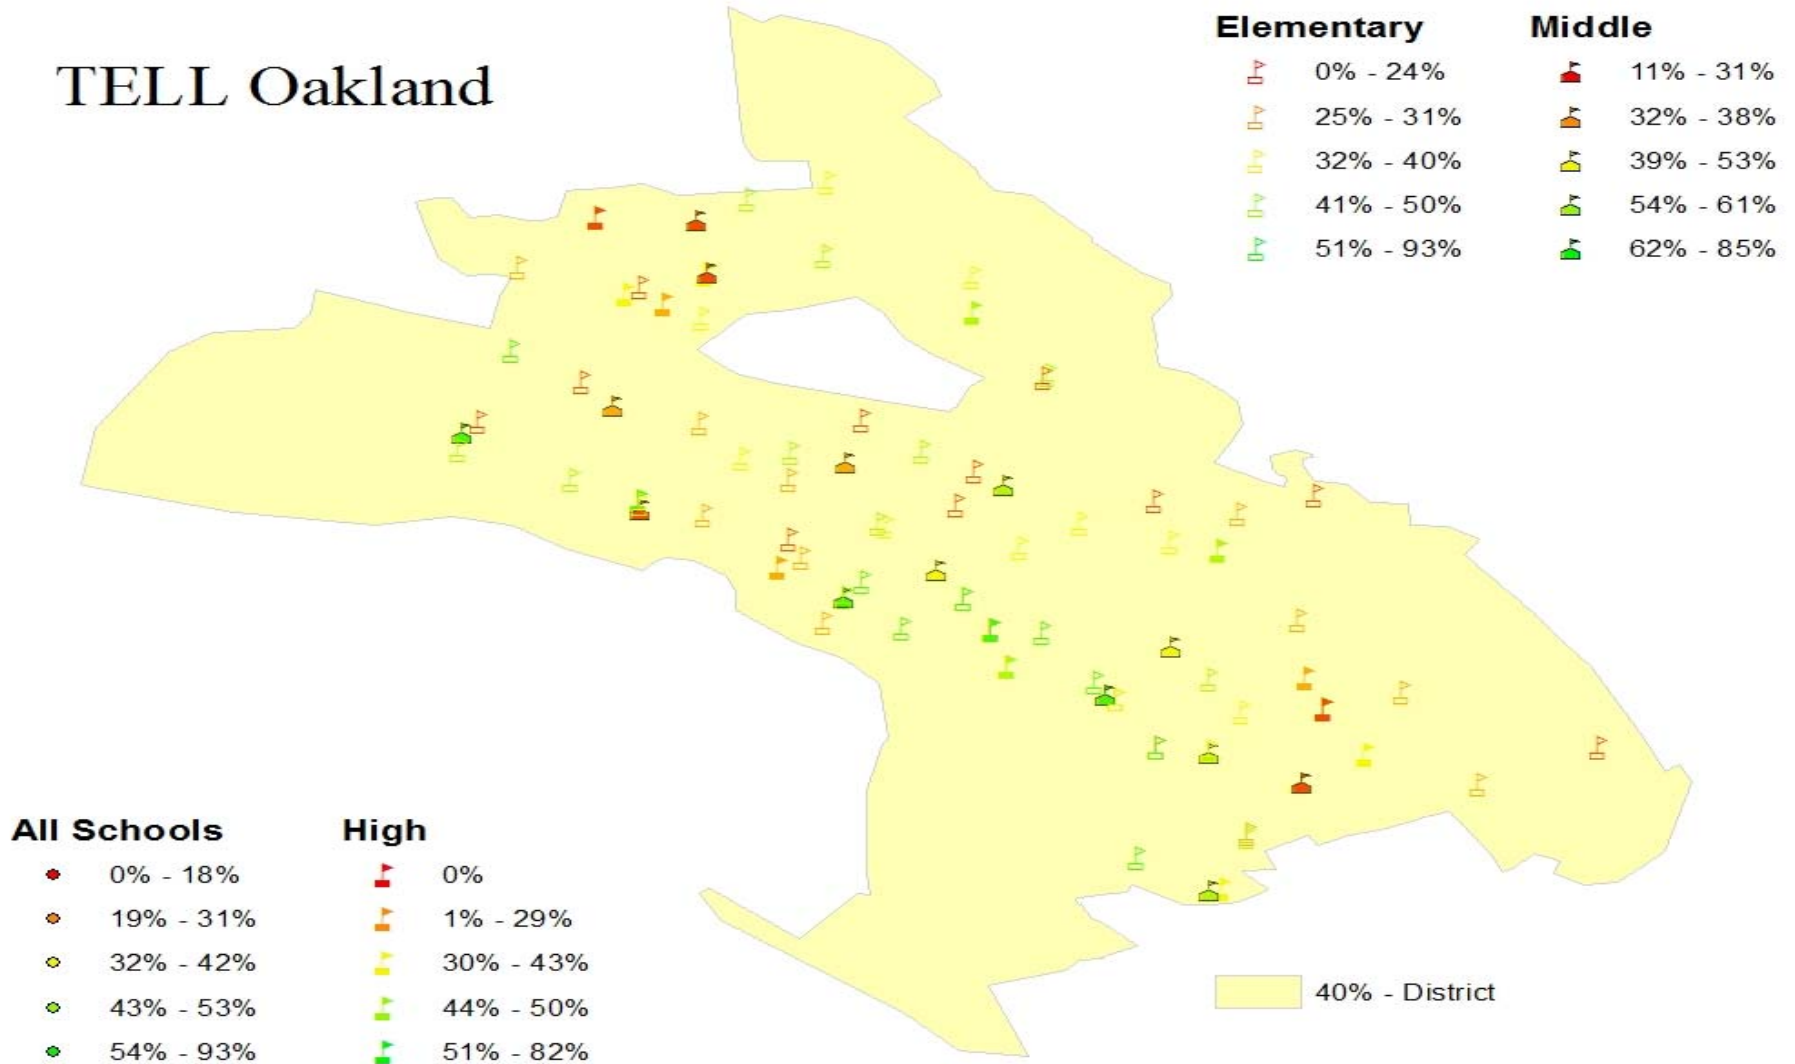 TELL Oakland
Elementary
0% - 24%
25% - 31%
32% - 40%
41% - 50%
51% - 93%
Middle
11% - 31%
32% - 38%
39% - 53%
54% - 61%
62% - 85%
All Schools
0% - 18%
19% - 31%
32% - 42%
43% - 53%
54% - 93%
High
0%
1% - 29%
30% - 43%
44% - 50%
51% - 82%
40% - District